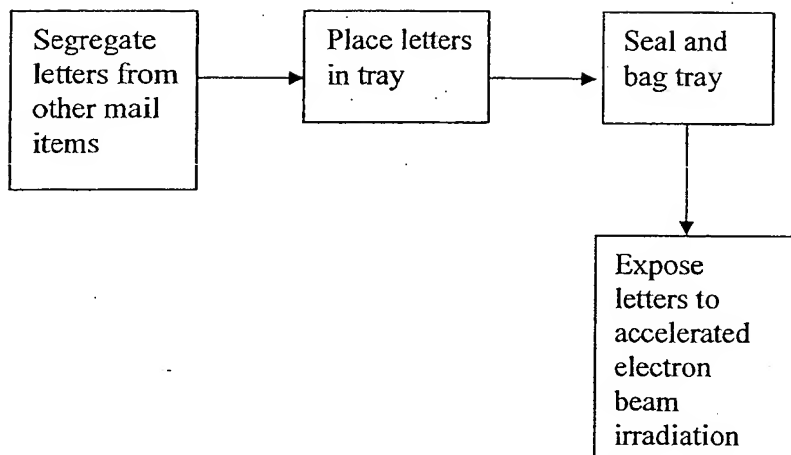 Segregate
letters from
other mail
items
Place letters
in tray
Seal and
bag tray
Expose
letters to
accelerated
electron
beam
irradiation